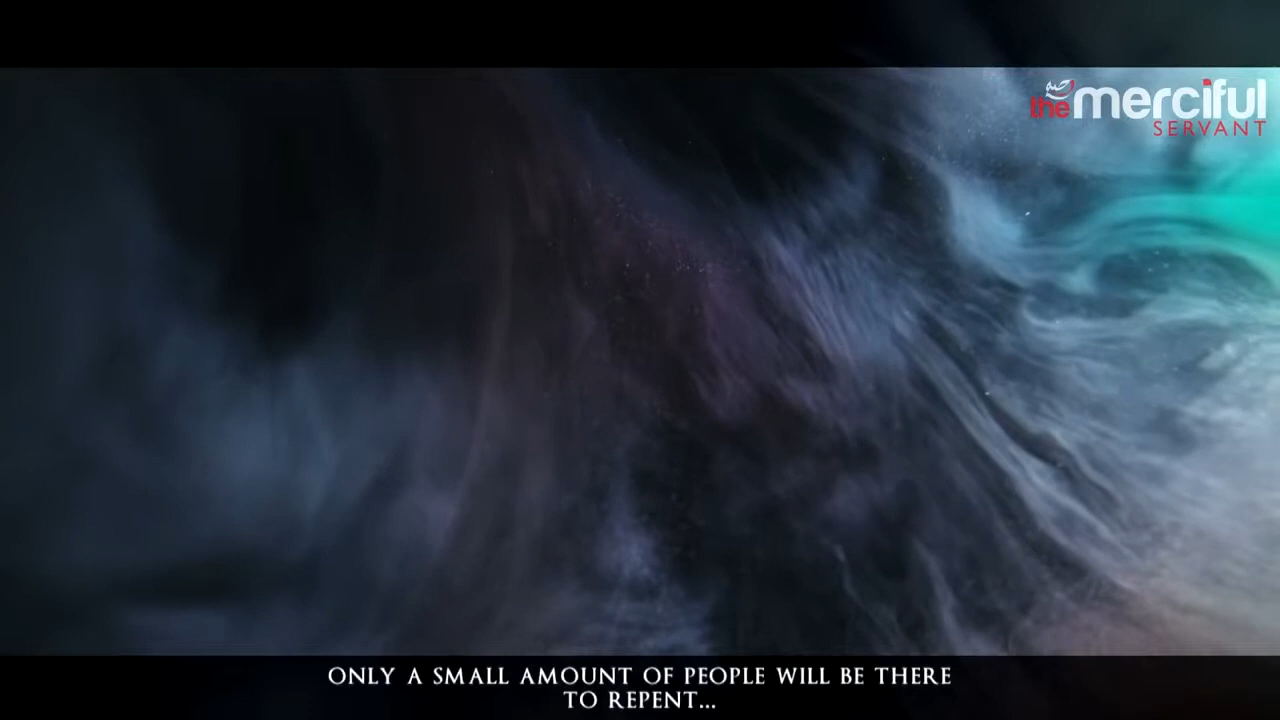 the merciful
SERVANT
ONLY A SMALL AMOUNT OF PEOPLE WILL BE THERE
TO REPENT...